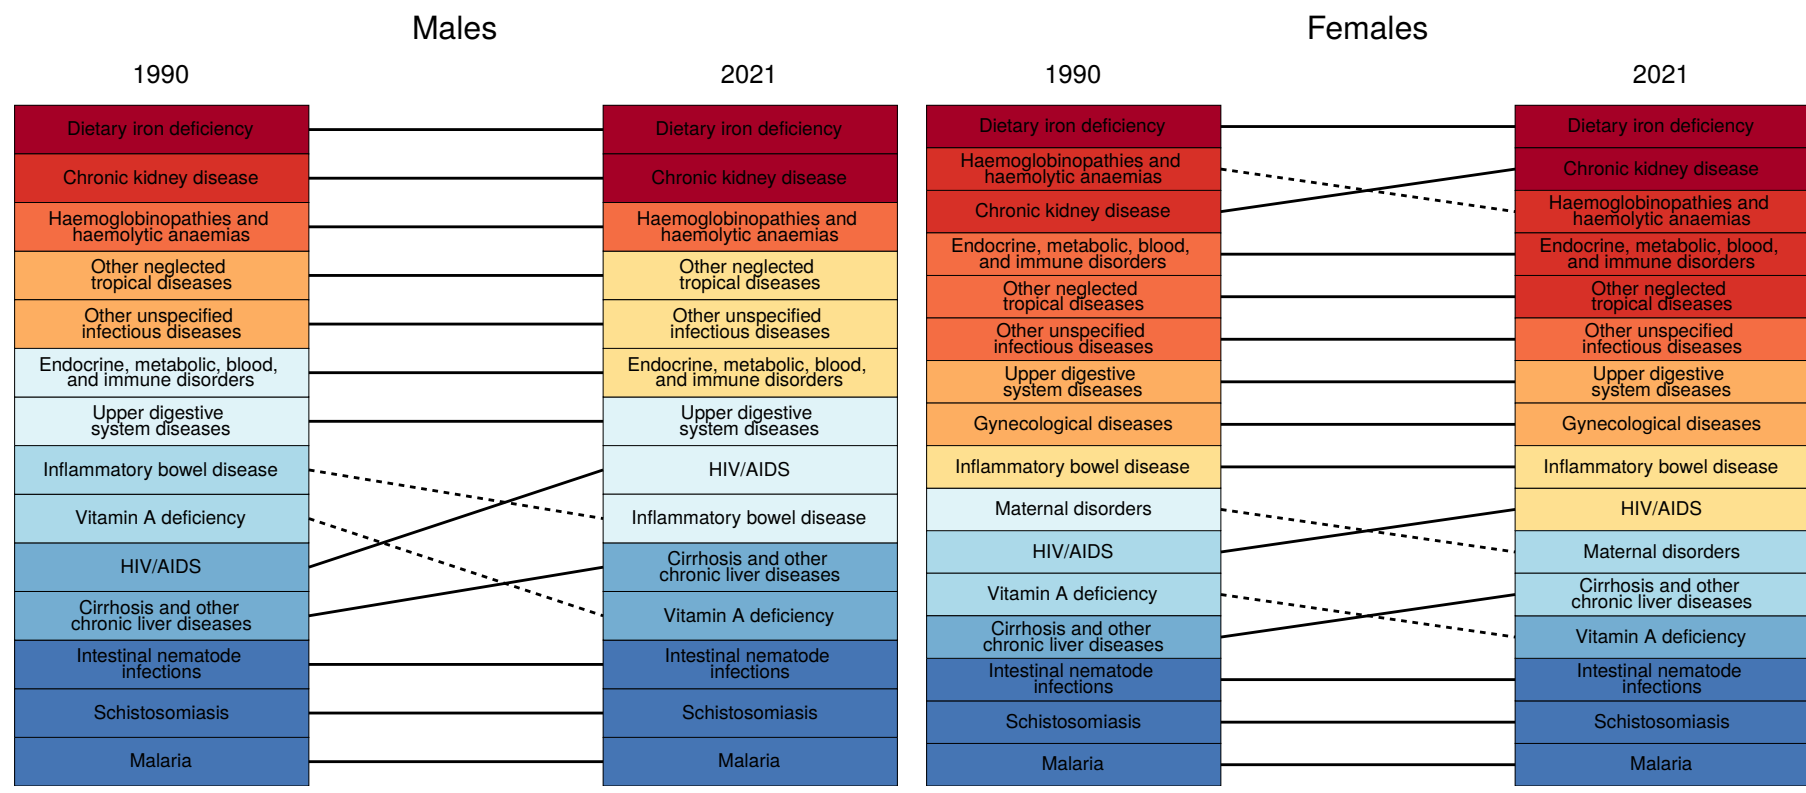 Males
1990
2021
Dietary iron deficiency
Chronic kidney disease
Haemoglobinopathies and
haemolytic anaemias
Other neglected
tropical diseases
Other unspecified
infectious diseases
Endocrine, metabolic, blood,
and immune disorders
Upper digestive
system diseases
Inflammatory bowel disease
Vitamin A deficiency
HIV/AIDS
Cirrhosis and other
chronic liver diseases
Intestinal nematode
infections
Schistosomiasis
Malaria
Dietary iron deficiency
Chronic kidney disease
Haemoglobinopathies and
haemolytic anaemias
Other neglected
tropical diseases
Other unspecified
infectious diseases
Endocrine, metabolic, blood,
and immune disorders
Upper digestive
system diseases
HIV/AIDS
Inflammatory bowel disease
Cirrhosis and other
chronic liver diseases
Vitamin A deficiency
Intestinal nematode
infections
Schistosomiasis
Malaria
Females
1990
2021
Dietary iron deficiency
Haemoglobinopathies and
haemolytic anaemias
Chronic kidney disease
Endocrine, metabolic, blood,
and immune disorders
Other neglected
tropical diseases
Other unspecified
infectious diseases
Upper digestive
system diseases
Gynecological diseases
Inflammatory bowel disease
Maternal disorders
HIV/AIDS
Vitamin A deficiency
Cirrhosis and other
chronic liver diseases
Intestinal nematode
infections
Schistosomiasis
Malaria
Dietary iron deficiency
Chronic kidney disease
Haemoglobinopathies and
haemolytic anaemias
Endocrine, metabolic, blood,
and immune disorders
Other neglected
tropical diseases
Other unspecified
infectious diseases
Upper digestive
system diseases
Gynecological diseases
Inflammatory bowel disease
HIV/AIDS
Maternal disorders
Cirrhosis and other
chronic liver diseases
Vitamin A deficiency
Intestinal nematode
infections
Schistosomiasis
Malaria